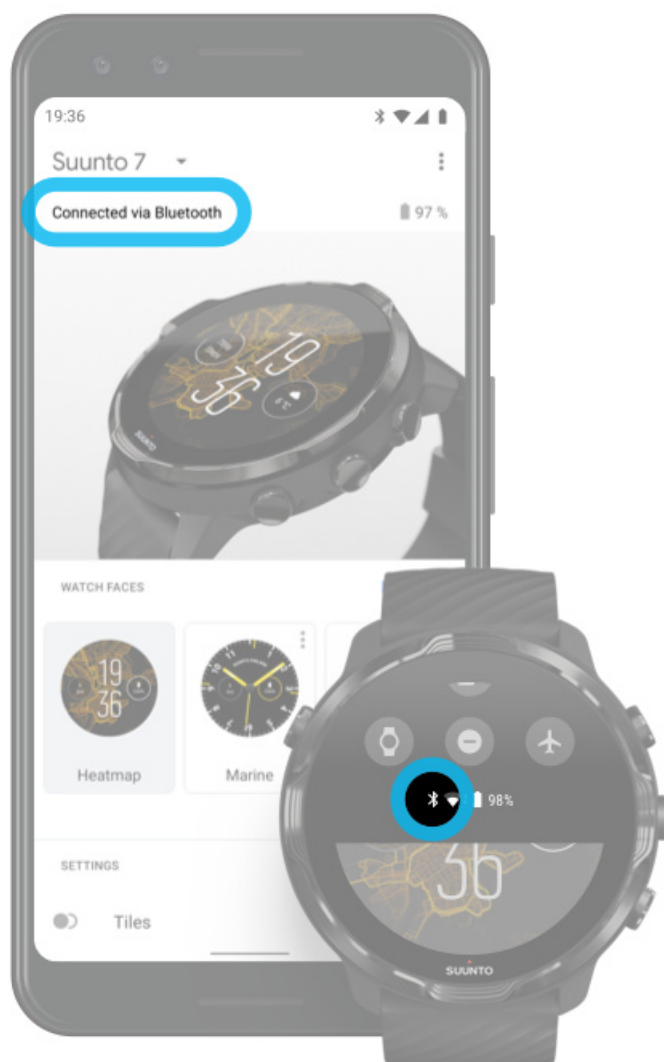 19:36
Suunto 7
Connected via Bluetooth
97 %
19
36
SUUNTO
WATCH FACES
19
36
Heatmap
Marine
SETTINGS
Tiles
98%
36
SUUNTO